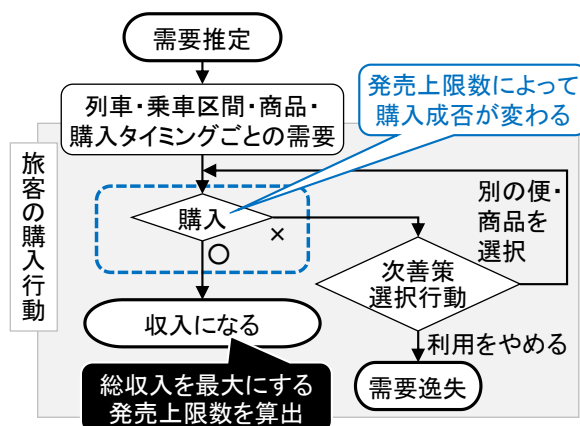 需要推定
発売上限数によって
購入成否が変わる
列車・乗車区間・商品・
購入タイミングごとの需要
旅客の購入行動
別の便・
商品を
選択
購入
×
○
次善策
選択行動
収入になる
利用をやめる
総収入を最大にする
発売上限数を算出
需要逸失